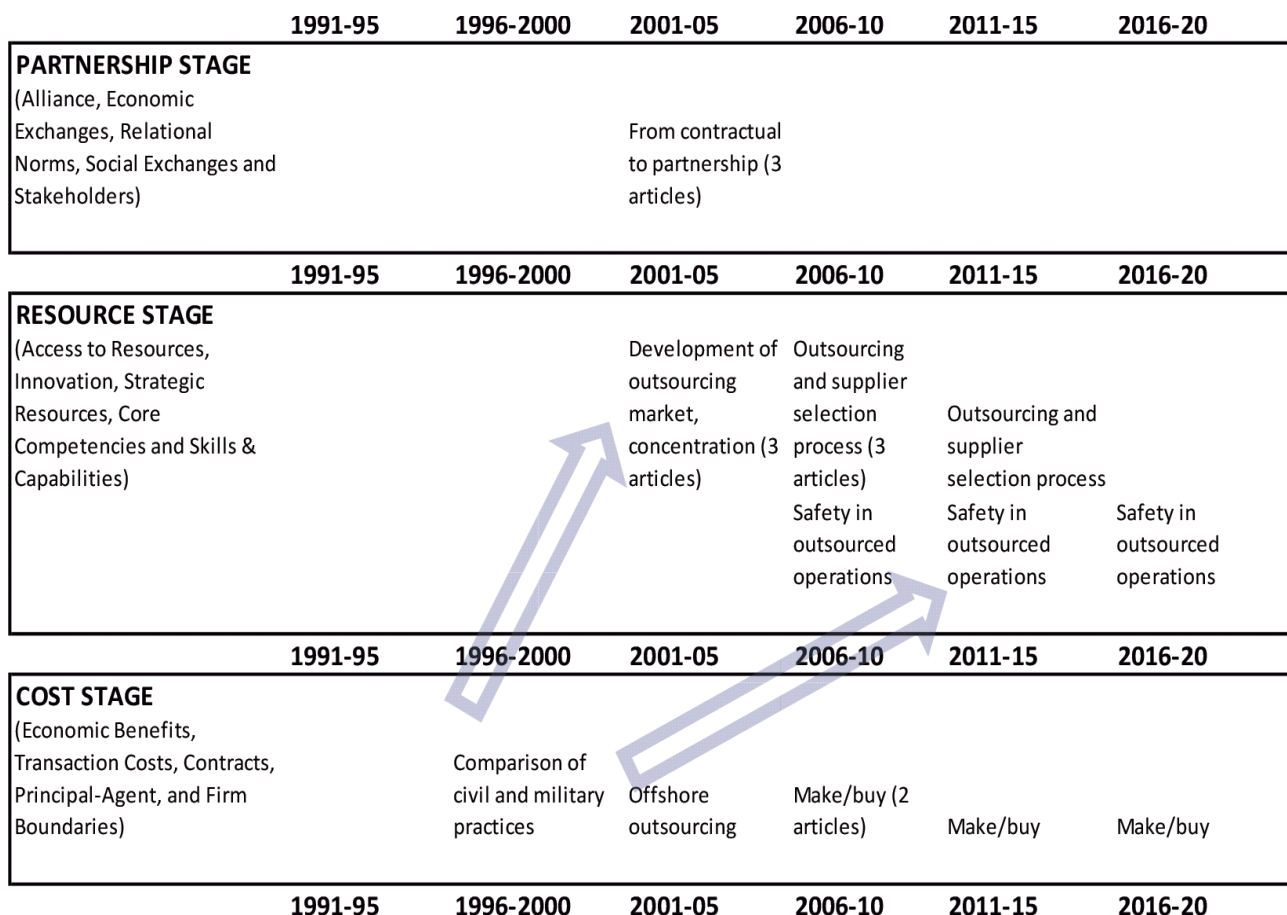 1991-95 1996-2000 2001-05 2006-10 2011-15 2016-20
PARTNERSHIP STAGE
(Alliance, Economic
Exchanges, Relational
Norms, Social Exchanges and
Stakeholders)
From contractual
to partnership (3
articles)
1991-95 1996-2000 2001-05 2006-10 2011-15 2016-20
RESOURCE STAGE
(Access to Resources,
Innovation, Strategic
Resources, Core
Competencies and Skills &
Capabilities)
Development of
outsourcing
market,
concentration (3
articles)
Outsourcing
and supplier
selection
process (3
articles)
Safety in
outsourced
operations
Outsourcing and
supplier
selection process
Safety in
outsourced
operations
Safety in
outsourced
operations
1991-95 1996-2000 2001-05 2006-10 2011-15 2016-20
COST STAGE
(Economic Benefits,
Transaction Costs, Contracts,
Principal-Agent, and Firm
Boundaries)
Comparison of
civil and military
practices
Offshore
outsourcing
Make/buy (2
articles)
Make/buy
Make/buy
1991-95 1996-2000 2001-05 2006-10 2011-15 2016-20